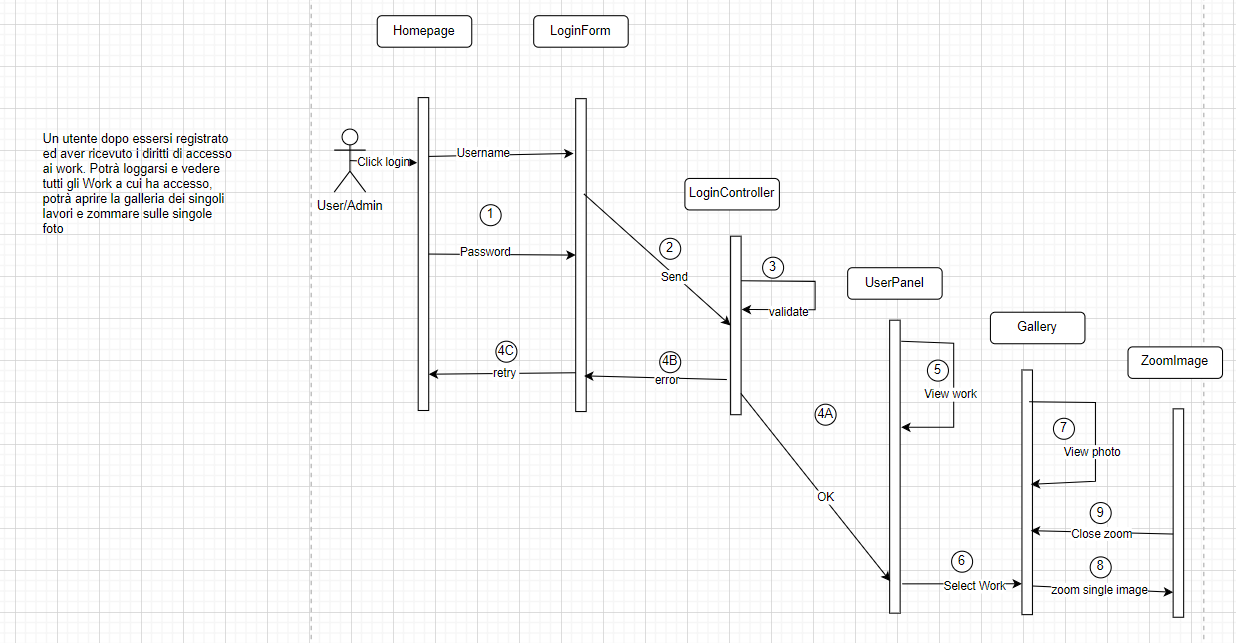 Homepage
LoginForm
Un utente dopo essersi registrato
ed aver ricevuto i diritti di accesso
ai work. Potrà loggarsi e vedere
tutti gli Work a cui ha accesso,
potrà aprire la galleria dei singoli
lavori e zommare sulle singole
foto
Click login
User/Admin
Username
1
Password
LoginController
2
Send
3
validate
UserPanel
Gallery
ZoomImage
4C
retry
4B
error
4A
OK
5
View work
7
View photo
9
Close zoom
6
Select Work
8
zoom single image